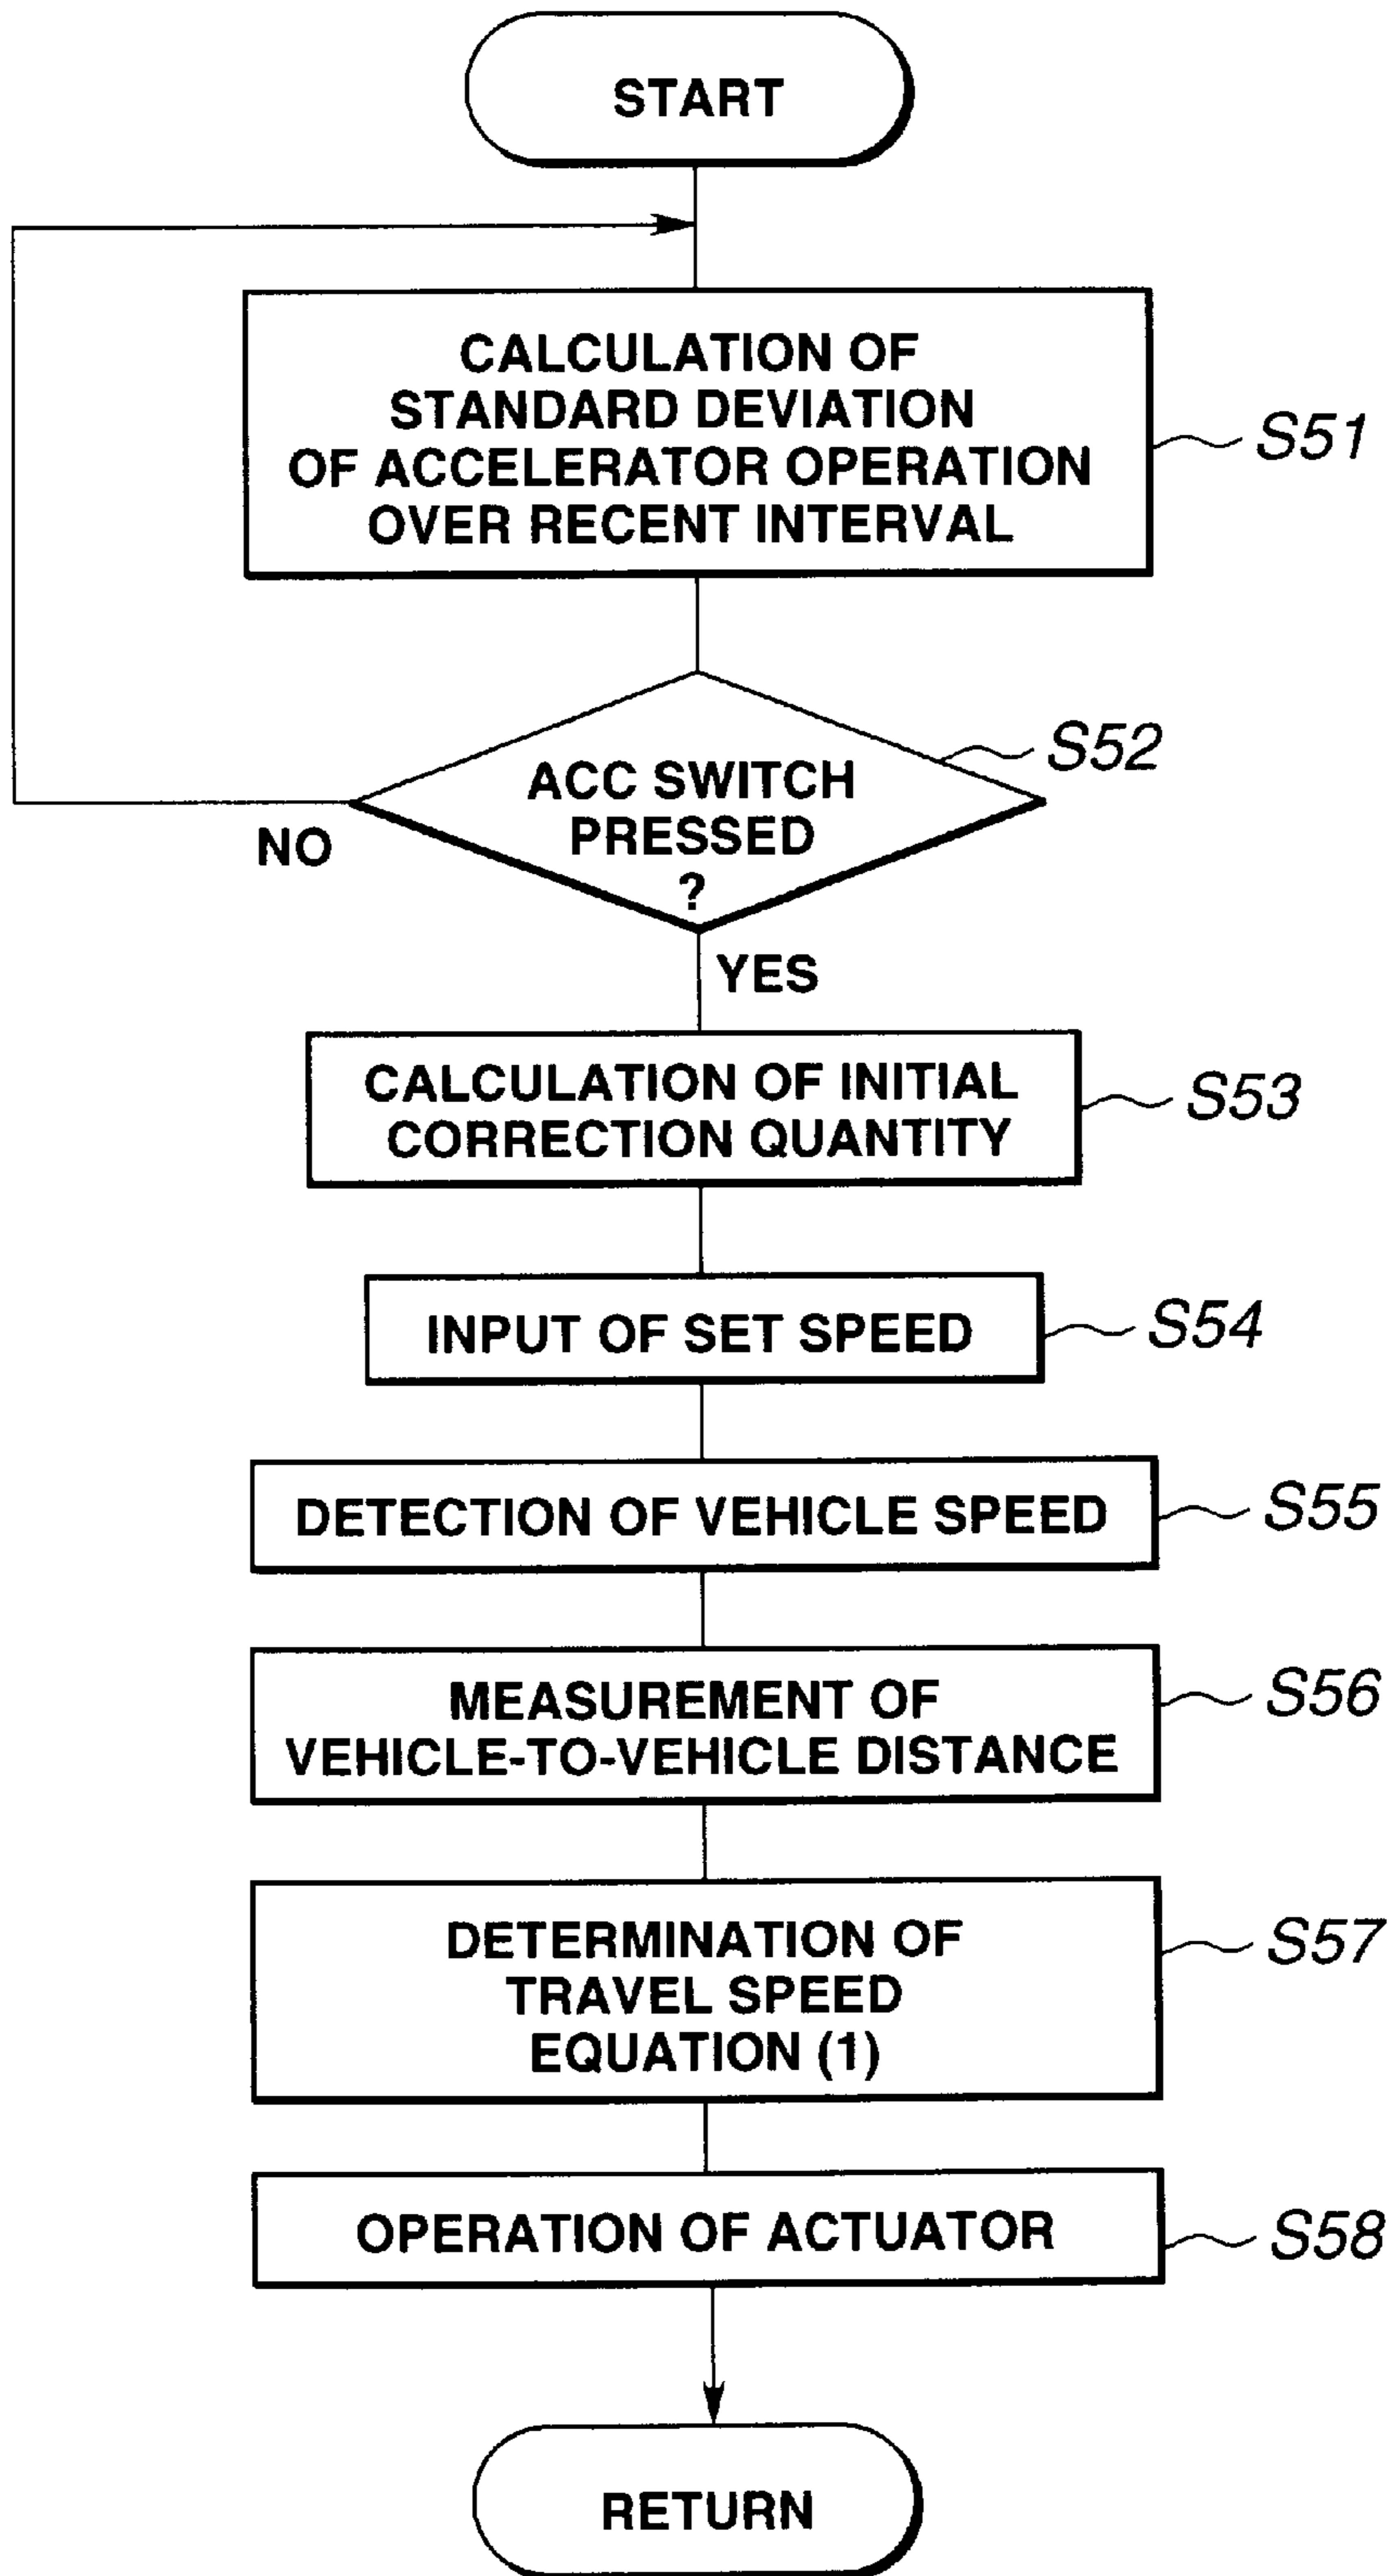 START
CALCULATION OF
STANDARD DEVIATION
OF ACCELERATOR OPERATION
OVER RECENT INTERVAL
S51
S52
ACC SWITCH
PRESSED
?
NO
YES
CALCULATION OF INITIAL
CORRECTION QUANTITY
S53
INPUT OF SET SPEED
S54
DETECTION OF VEHICLE SPEED
S55
MEASUREMENT OF
VEHICLE-TO-VEHICLE DISTANCE
S56
DETERMINATION OF
TRAVEL SPEED
EQUATION (1)
S57
OPERATION OF ACTUATOR
S58
RETURN